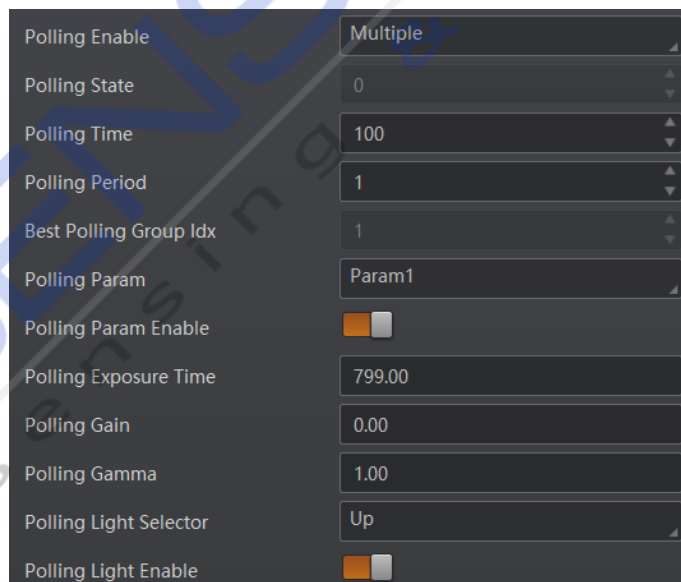 Polling Enable Multiple
Polling State 0
Polling Time 100
Polling Period 1
Best Polling Group Idx 1
Polling Param Param1
Polling Param Enable
Polling Exposure Time 799.00
Polling Gain 0.00
Polling Gamma 1.00
Polling Light Selector Up
Polling Light Enable